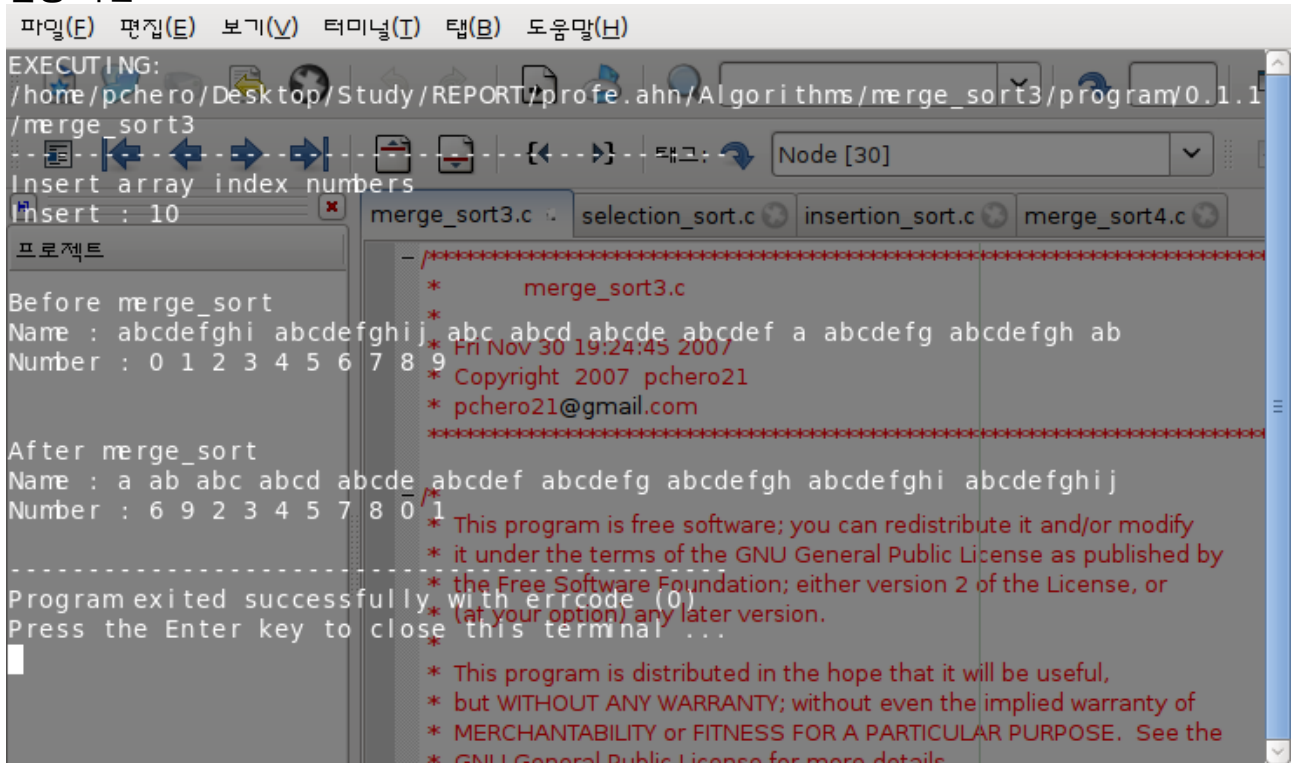 파일(F) 편집(E) 보기(V) 터미널(T) 탭(B) 도움말(H)
EXECUTING:
/home/pchero/Desktop/Study/REPORT/profe.ahn/Algorithms/merge_sort3/program/0.1.1
/merge_sort3
----------------------------------------------
태그:
Node [30]
Insert array index numbers
Insert : 10
merge_sort3.c
selection_sort.c
insertion_sort.c
merge_sort4.c
프로젝트
Before merge_sort
Name : abcdefghi abcdefghij abc abcd abcde abcdef a abcdefg abcdefgh ab
Number : 0 1 2 3 4 5 6 7 8 9
After merge_sort
Name : a ab abc abcd abcde abcdef abcdefg abcdefgh abcdefghi abcdefghij
Number : 6 9 2 3 4 5 7 8 0 1
----------------------------------------------
Program exited successfully with errcode (0)
Press the Enter key to close this terminal ...
* merge_sort3.c
*
* Fri Nov 30 19:24:45 2007
* Copyright 2007 pchero21
* pchero21@gmail.com
/*
* This program is free software; you can redistribute it and/or modify
* it under the terms of the GNU General Public License as published by
* the Free Software Foundation; either version 2 of the License, or
* (at your option) any later version.
*
* This program is distributed in the hope that it will be useful,
* but WITHOUT ANY WARRANTY; without even the implied warranty of
* MERCHANTABILITY or FITNESS FOR A PARTICULAR PURPOSE. See the
* GNU General Public License for more details